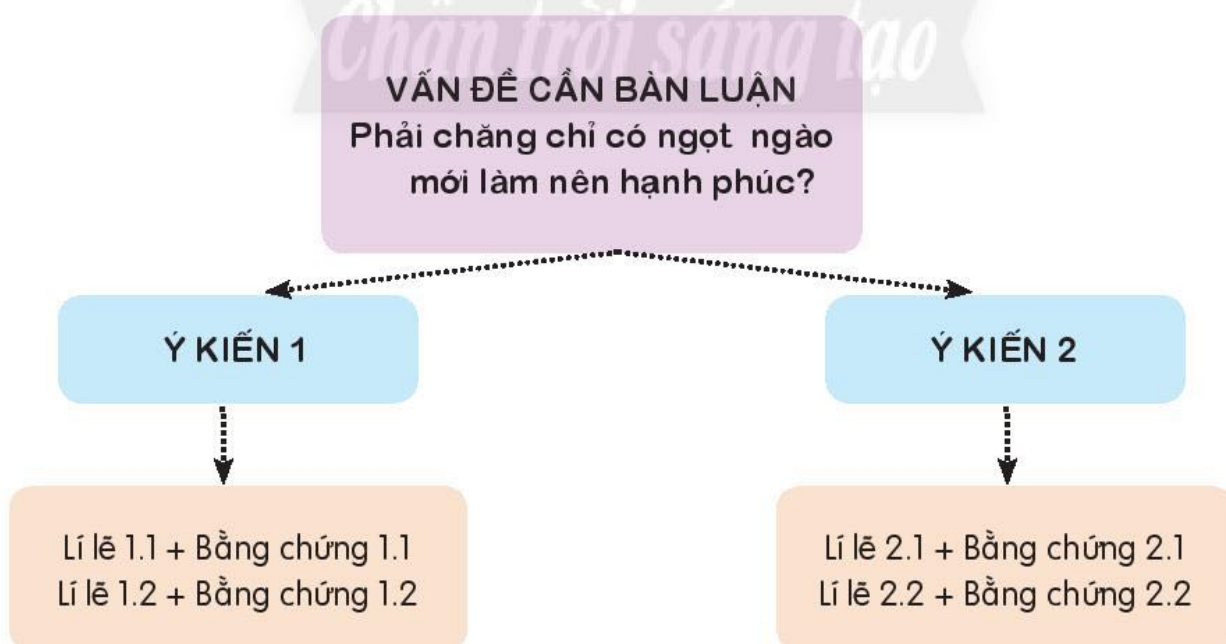 Chân trời sáng tạo
VẤN ĐỀ CẦN BÀN LUẬN
Phải chăng chỉ có ngọt ngào
mới làm nên hạnh phúc?
Ý KIẾN 1
Ý KIẾN 2
Lí lẽ 1.1 + Bằng chứng 1.1
Lí lẽ 1.2 + Bằng chứng 1.2
Lí lẽ 2.1 + Bằng chứng 2.1
Lí lẽ 2.2 + Bằng chứng 2.2